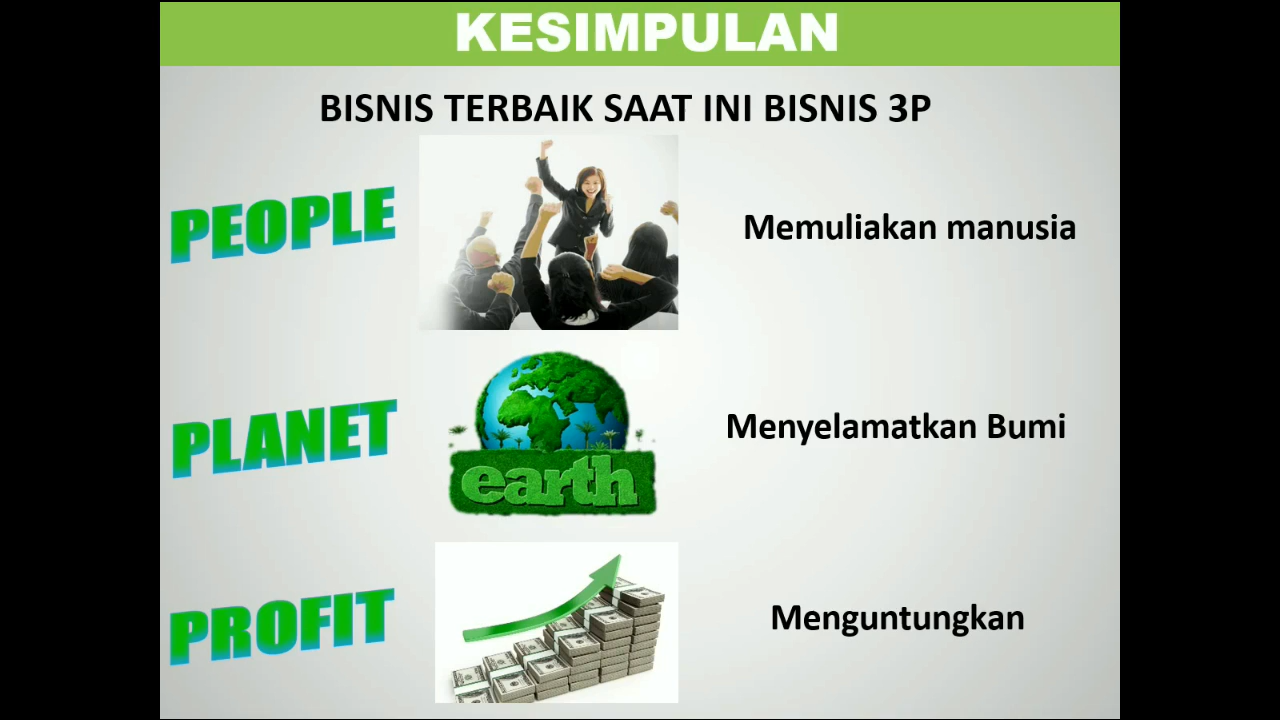 KESIMPULAN
BISNIS TERBAIK SAAT INI BISNIS 3P
PEOPLE
Memuliakan manusia
PLANET
earth
Menyelamatkan Bumi
PROFIT
Menguntungkan